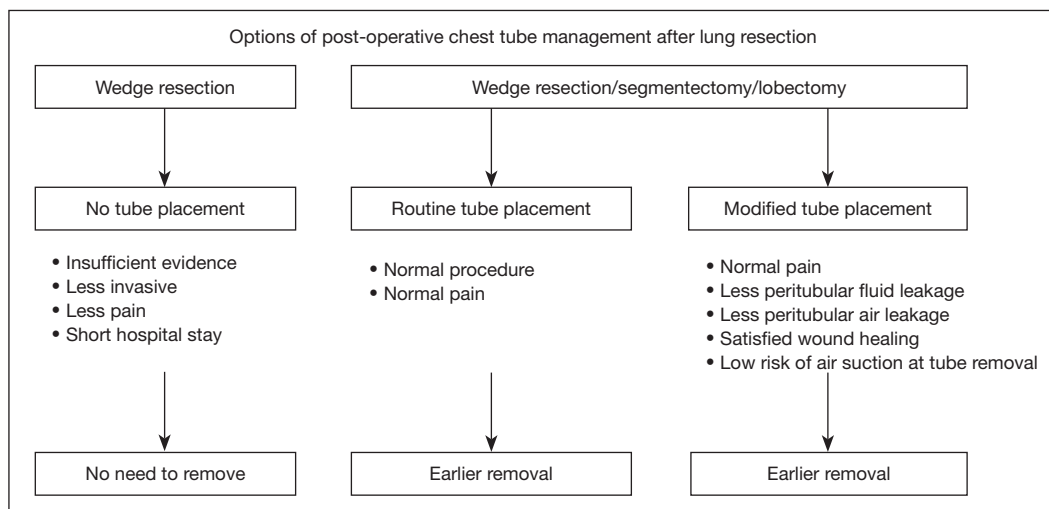 Options of post-operative chest tube management after lung resection
Wedge resection
Wedge resection/segmentectomy/lobectomy
No tube placement
Routine tube placement
Modified tube placement
• Insufficient evidence
• Less invasive
• Less pain
• Short hospital stay
• Normal procedure
• Normal pain
• Normal pain
• Less peritubular fluid leakage
• Less peritubular air leakage
• Satisfied wound healing
• Low risk of air suction at tube removal
No need to remove
Earlier removal
Earlier removal